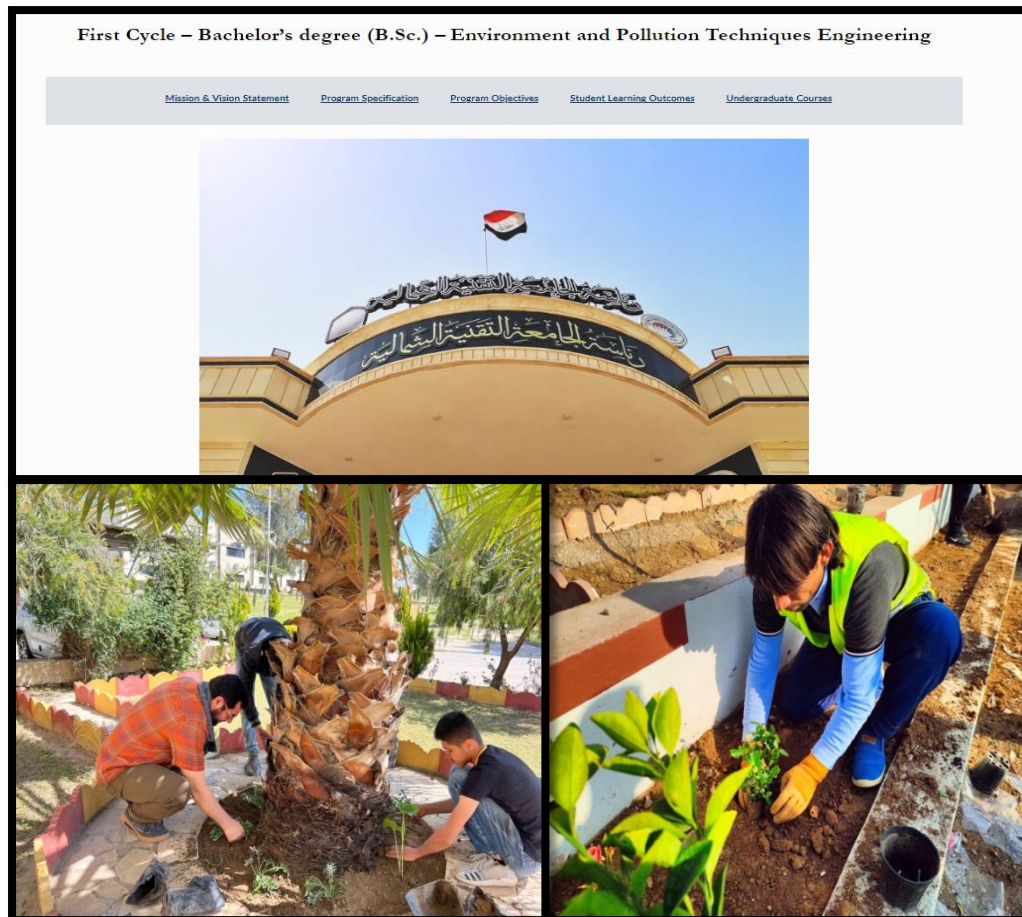 First Cycle – Bachelor's degree (B.Sc.) – Environment and Pollution Techniques Engineering
Mission & Vision Statement Program Specification Program Objectives Student Learning Outcomes Undergraduate Courses
رئاسة الجامعة التقنية الشمالية